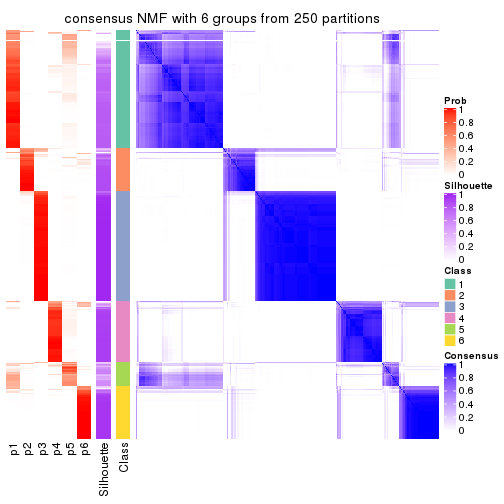 consensus NMF with 6 groups from 250 partitions
Prob
1
0.8
0.6
0.4
0.2
0
Silhouette
1
0.8
0.6
0.4
0.2
0
Class
1
2
3
4
5
6
Consensus
1
0.8
0.6
0.4
0.2
0
p1
p2
p3
p4
p5
p6
Silhouette
Class